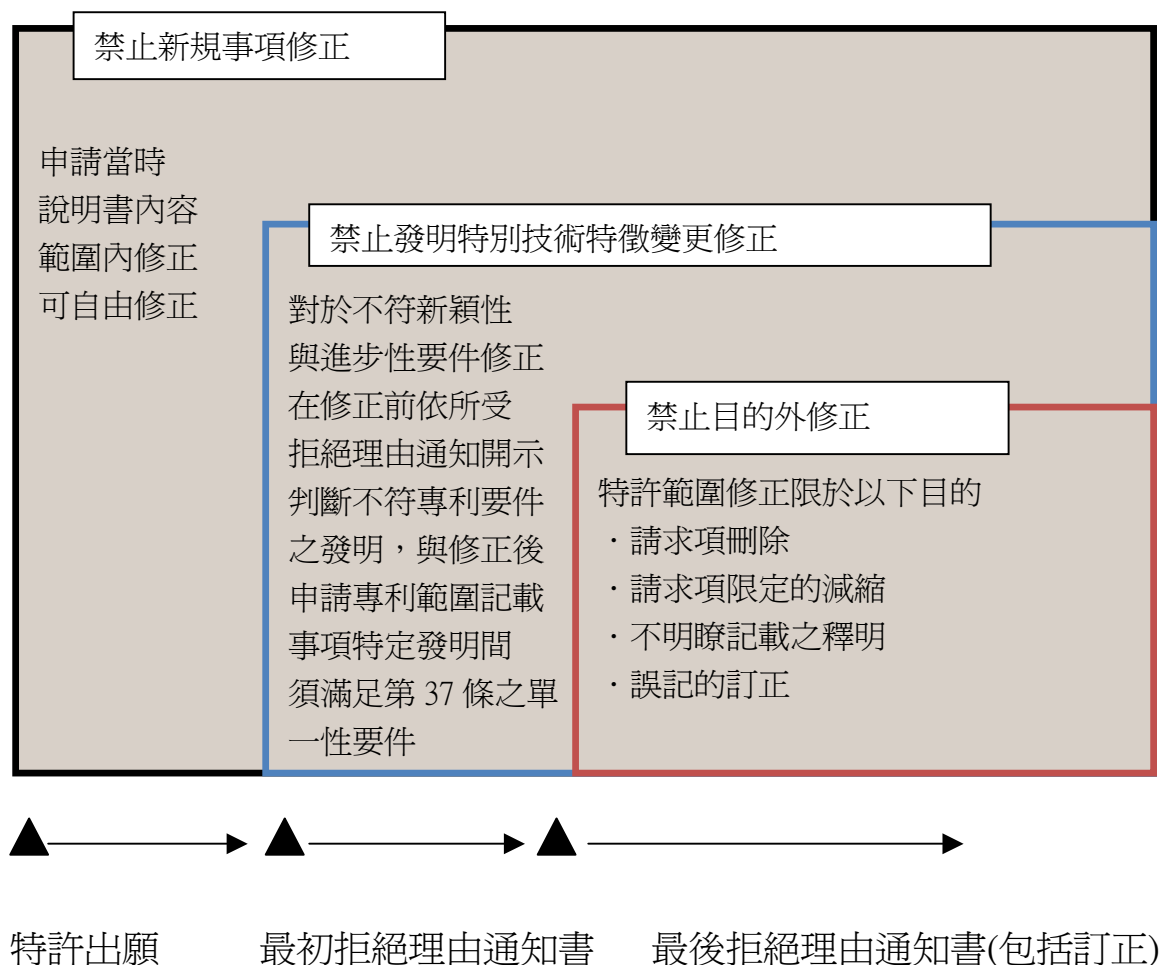 禁止新規事項修正
申請當時
說明書內容
範圍內修正
可自由修正
禁止發明特別技術特徵變更修正
對於不符新穎性
與進步性要件修正
在修正前依所受
拒絕理由通知開示
判斷不符專利要件
之發明，與修正後
申請專利範圍記載
事項特定發明間
須滿足第 37 條之單
一性要件
禁止目的外修正
特許範圍修正限於以下目的
．請求項刪除
．請求項限定的減縮
．不明瞭記載之釋明
．誤記的訂正
特許出願
最初拒絕理由通知書
最後拒絕理由通知書(包括訂正)